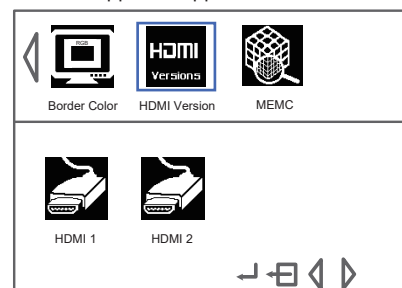 RGB
HDMI
Versions
Border Color HDMI Version MEMC
HDMI 1 HDMI 2